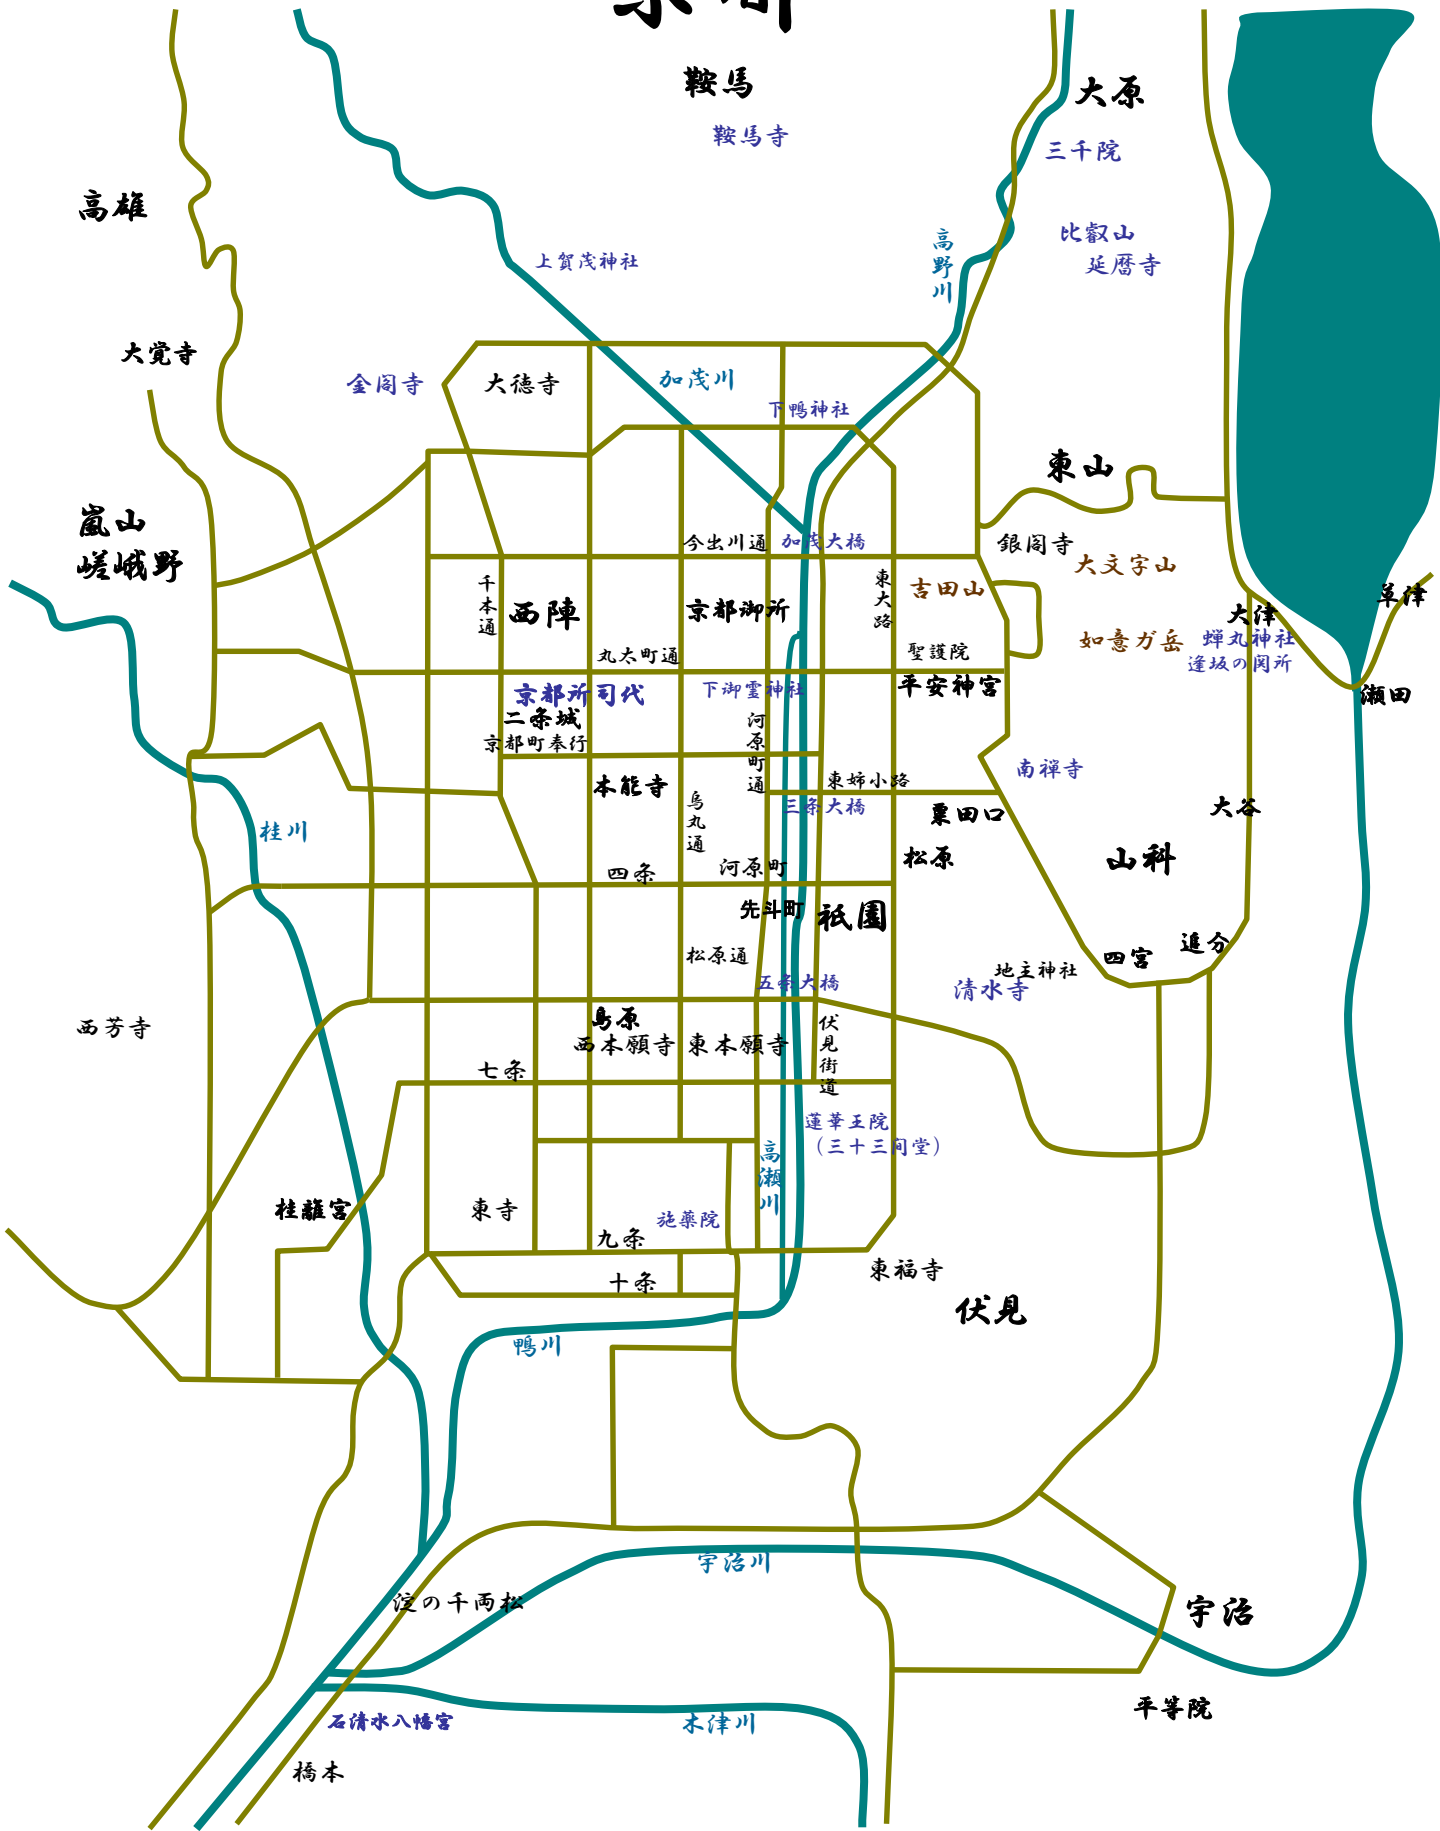 京都
鞍馬
鞍馬寺
大原
三千院
高雄
比叡山
延暦寺
高野川
上賀茂神社
大覚寺
金閣寺
大徳寺
加茂川
下鴨神社
東山
嵐山
嵯峨野
今出川通
加茂大橋
銀閣寺
大文字山
千本通
西陣
京都御所
東大路
吉田山
草津
大津
如意ガ岳
蝉丸神社
逢坂の関所
丸太町通
聖護院
京都所司代
下御霊神社
平安神宮
瀬田
二条城
京都町奉行
河原町通
南禅寺
本能寺
烏丸通
東姉小路
三条大橋
粟田口
大谷
桂川
四条
河原町
松原
山科
先斗町
祇園
松原通
四宮
追分
五条大橋
地主神社
清水寺
西芳寺
島原
西本願寺
東本願寺
伏見街道
七条
蓮華王院
（三十三间堂）
高瀬川
桂離宮
東寺
施薬院
九条
十条
東福寺
伏見
鴨川
宇治川
淀の千両松
宇治
平等院
石清水八幡宮
木津川
橋本